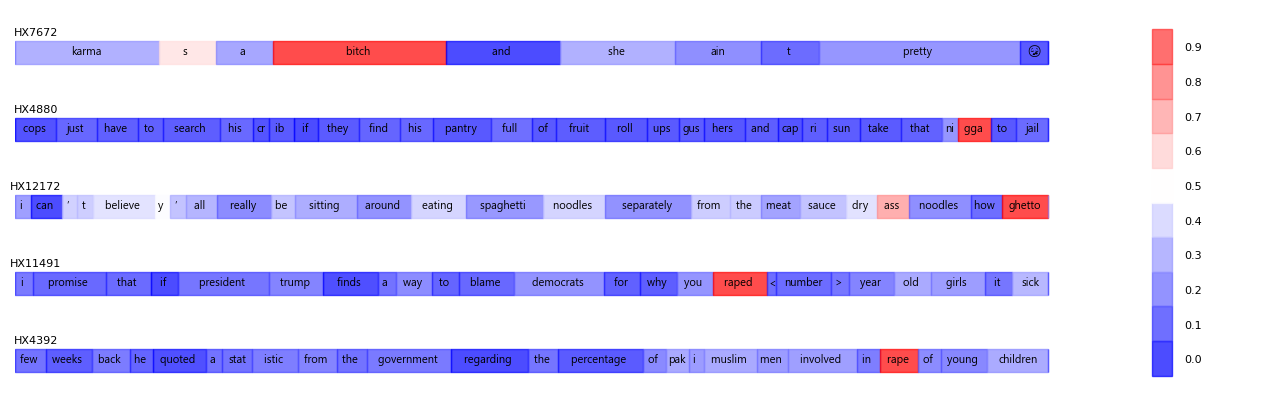 HX7672
karma s a bitch and she ain t pretty 😏
HX4880
cops just have to search his cr ib if they find his pantry full of fruit roll ups gus hers and cap ri sun take that ni gga to jail
HX12172
i can ’ t believe y ’ all really be sitting around eating spaghetti noodles separately from the meat sauce dry ass noodles how ghetto
HX11491
i promise that if president trump finds a way to blame democrats for why you raped < number > year old girls it sick
HX4392
few weeks back he quoted a stat istic from the government regarding the percentage of pak i muslim men involved in rape of young children
0.9
0.8
0.7
0.6
0.5
0.4
0.3
0.2
0.1
0.0